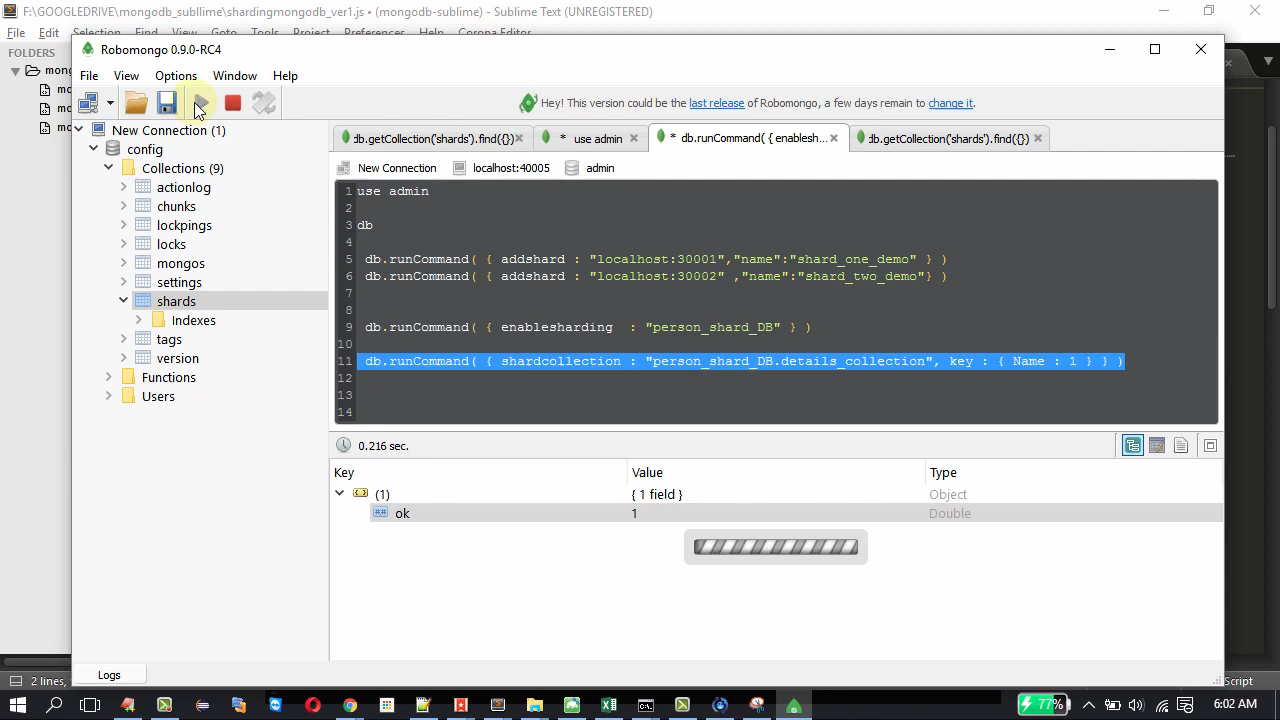 F:\GOOGLEDRIVE\mongodb_subllime\shardingmongodb_ver1.js • (mongodb-sublime) - Sublime Text (UNREGISTERED)
File Edit Selection Find View Goto Tools Project Preferences Help Corona Editor
FOLDERS
Robomongo 0.9.0-RC4
File View Options Window Help
Hey! This version could be the last release of Robomongo, a few days remain to change it.
New Connection (1)
config
Collections (9)
actionlog
chunks
lockpings
locks
mongos
settings
shards
Indexes
tags
version
Functions
Users
db.getCollection('shards').find({}) * use admin * db.runCommand( { enablesh... db.getCollection('shards').find({})
New Connection localhost:40005 admin
1 use admin
2
3 db
4
5 db.runCommand( { addshard : "localhost:30001","name":"shard_one_demo" } )
6 db.runCommand( { addshard : "localhost:30002" ,"name":"shard_two_demo"} )
7
8
9 db.runCommand( { enablesharding : "person_shard_DB" } )
10
11 db.runCommand( { shardcollection : "person_shard_DB.details_collection", key : { Name : 1 } } )
12
13
14
0.216 sec.
Key Value Type
(1) { 1 field } Object
ok 1 Double
Logs
2 lines,
Script
77%
6:02 AM